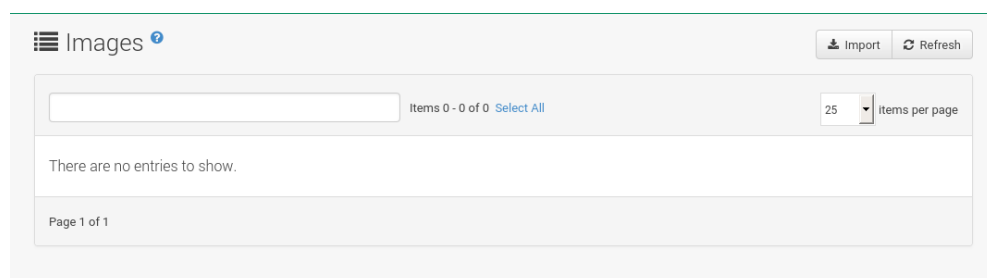 Images ?
Import Refresh
Items 0 - 0 of 0 Select All
25 items per page
There are no entries to show.
Page 1 of 1